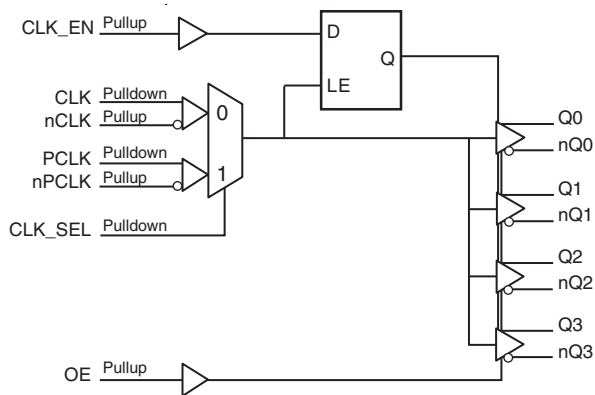 CLK_EN Pullup
D
Q
LE
CLK Pulldown
nCLK Pullup
0
PCLK Pulldown
nPCLK Pullup
1
CLK_SEL Pulldown
OE Pullup
Q0
nQ0
Q1
nQ1
Q2
nQ2
Q3
nQ3